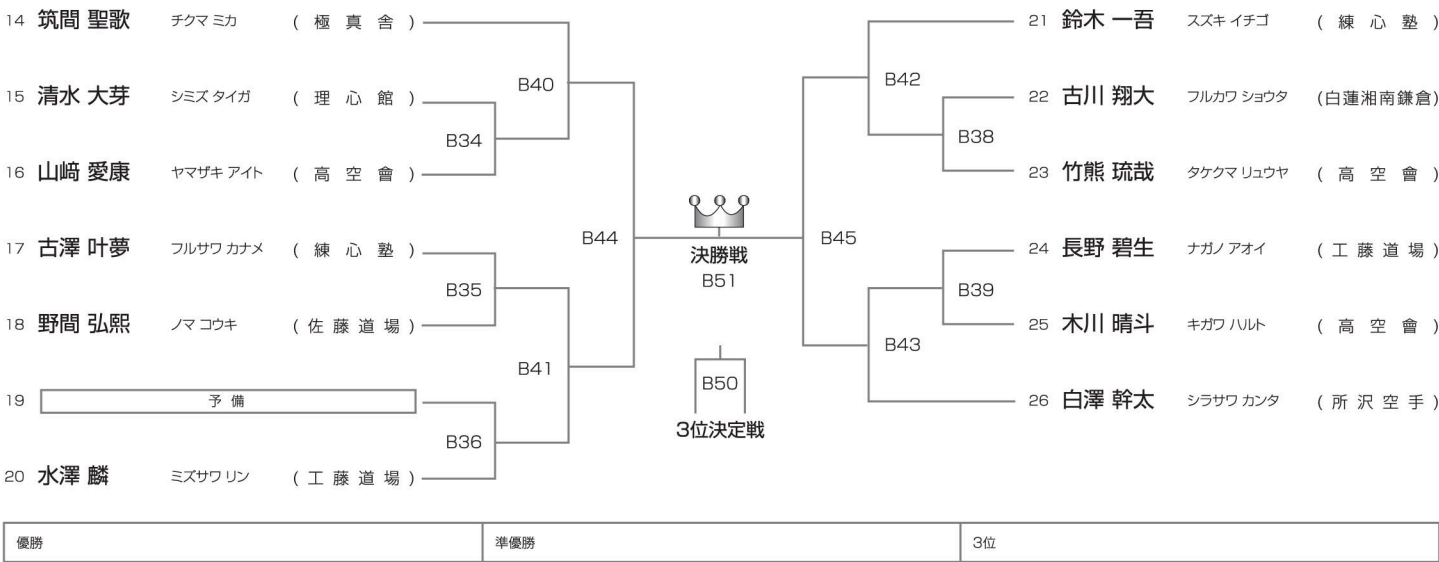 14 筑間 聖歌 チクマ ミカ ( 極 真 舎 )
15 清水 大芽 シミズ タイガ ( 理 心 館 )
16 山﨑 愛康 ヤマザキ アイト ( 高 空 會 )
17 古澤 叶夢 フルサワ カナメ ( 練 心 塾 )
18 野間 弘熙 ノマ コウキ ( 佐 藤 道 場 )
19 予 備
20 水澤 麟 ミズサワ リン ( 工 藤 道 場 )
B34
B35
B36
B40
B41
B44
決勝戦
B51
B50
3位決定戦
B45
B42
B43
B38
B39
21 鈴木 一吾 スズキ イチゴ ( 練 心 塾 )
22 古川 翔大 フルカワ ショウタ (白蓮湘南鎌倉)
23 竹熊 琉哉 タケクマ リュウヤ ( 高 空 會 )
24 長野 碧生 ナガノ アオイ ( 工 藤 道 場 )
25 木川 晴斗 キガワ ハルト ( 高 空 會 )
26 白澤 幹太 シラサワ カンタ ( 所 沢 空 手 )
優勝 準優勝 3位